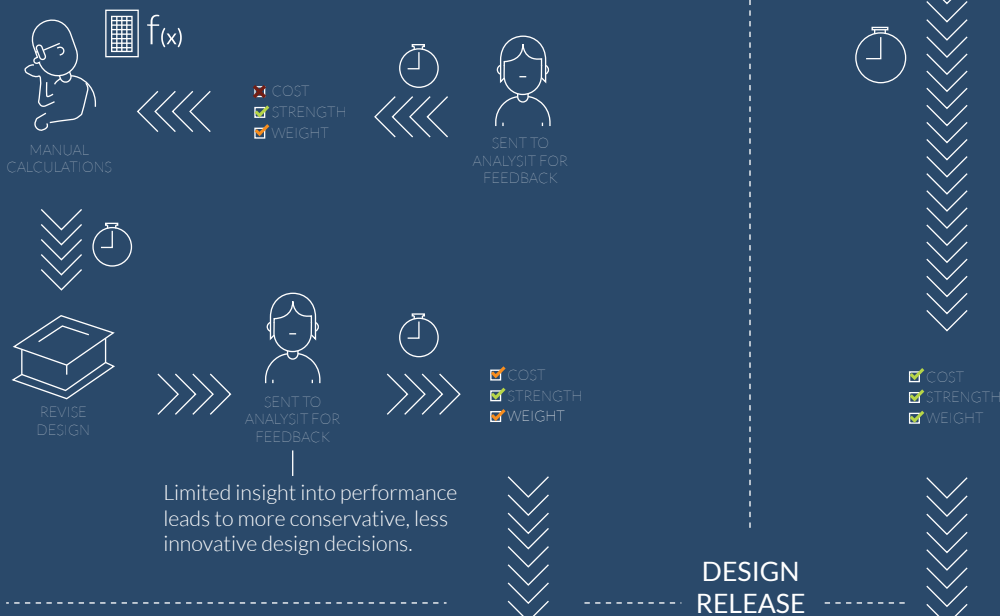 f(x)
COST
STRENGTH
WEIGHT
MANUAL
CALCULATIONS
SENT TO
ANALYSIT FOR
FEEDBACK
REVISE
DESIGN
SENT TO
ANALYSIT FOR
FEEDBACK
COST
STRENGTH
WEIGHT
Limited insight into performance
leads to more conservative, less
innovative design decisions.
COST
STRENGTH
WEIGHT
DESIGN
RELEASE